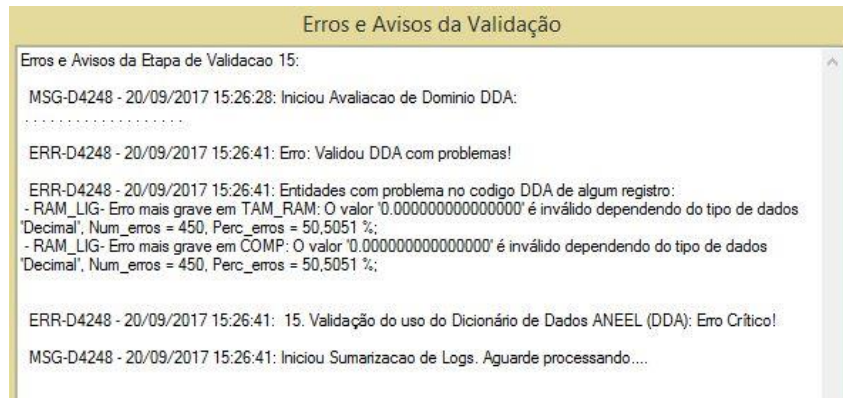 Erros e Avisos da Validação
Erros e Avisos da Etapa de Validacao 15:
MSG-D4248 - 20/09/2017 15:26:28: Iniciou Avaliacao de Dominio DDA:
. . . . . . . . . . . . . . . . . . .
ERR-D4248 - 20/09/2017 15:26:41: Erro: Validou DDA com problemas!
ERR-D4248 - 20/09/2017 15:26:41: Entidades com problema no codigo DDA de algum registro:
- RAM_LIG- Erro mais grave em TAM_RAM: O valor '0.000000000000000' é inválido dependendo do tipo de dados
'Decimal', Num_erros = 450, Perc_erros = 50,5051 %;
- RAM_LIG- Erro mais grave em COMP: O valor '0.000000000000000' é inválido dependendo do tipo de dados
'Decimal', Num_erros = 450, Perc_erros = 50,5051 %;
ERR-D4248 - 20/09/2017 15:26:41:  15. Validação do uso do Dicionário de Dados ANEEL (DDA): Erro Crítico!
MSG-D4248 - 20/09/2017 15:26:41: Iniciou Sumarizacao de Logs. Aguarde processando....